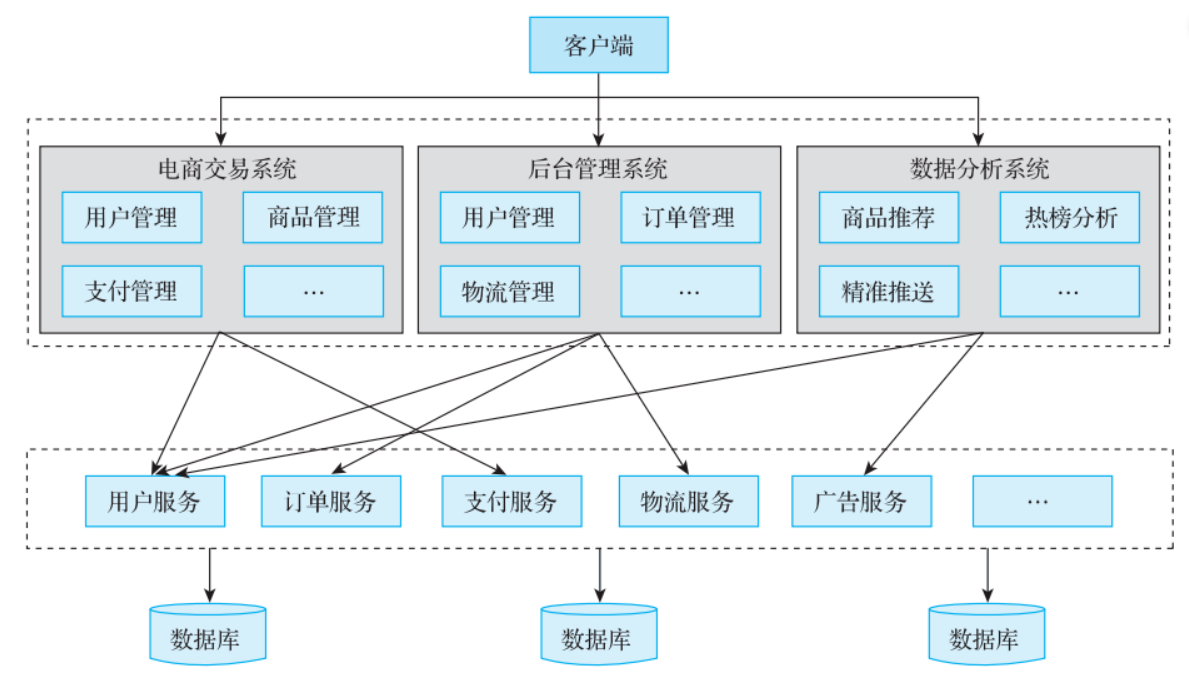 客户端
电商交易系统
后台管理系统
数据分析系统
用户管理
商品管理
用户管理
订单管理
商品推荐
热榜分析
支付管理
…
物流管理
…
精准推送
…
用户服务
订单服务
支付服务
物流服务
广告服务
…
数据库
数据库
数据库